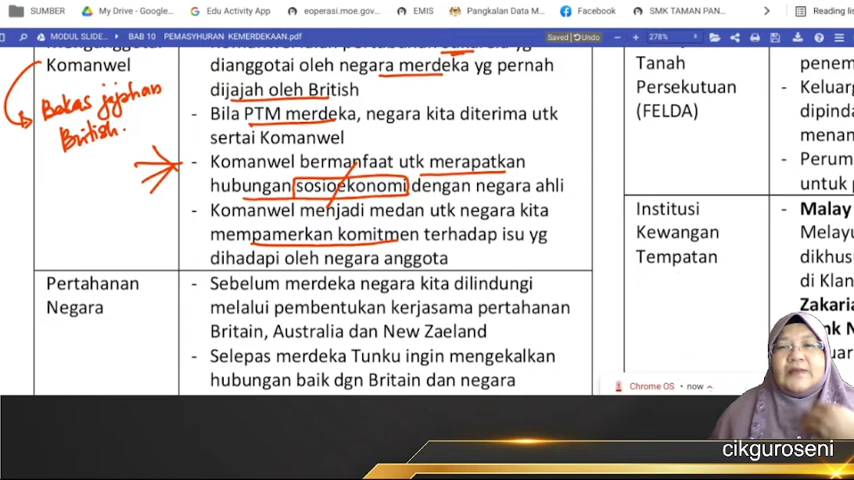 SUMBER
My Drive - Google..
Edu Activity App
eoperasi.moe.gov...
EMIS
Pangkalan Data M...
Facebook
SMK TAMAN PAN...
Reading list
MODUL SLIDE...
BAB 10 PEMASYHURAN KEMERDEKAAN.pdf
Saved
Undo
278%
Komanwel
Bekas jajahan
British.
dianggotai oleh negara merdeka yg pernah
dijajah oleh British
- Bila PTM merdeka, negara kita diterima utk
sertai Komanwel
- Komanwel bermanfaat utk merapatkan
hubungan sosioekonomi dengan negara ahli
- Komanwel menjadi medan utk negara kita
mempamerkan komitmen terhadap isu yg
dihadapi oleh negara anggota
Pertahanan
Negara
- Sebelum merdeka negara kita dilindungi
melalui pembentukan kerjasama pertahanan
Britain, Australia dan New Zaeland
- Selepas merdeka Tunku ingin mengekalkan
hubungan baik dgn Britain dan negara
Tanah
Persekutuan
(FELDA)
penem
- Keluar
dipind
menan
- Perum
untuk p
Institusi
Kewangan
Tempatan
- Malay
Melayu
dikhus
di Klan
Zakaria
Chrome OS • now
cikguroseni